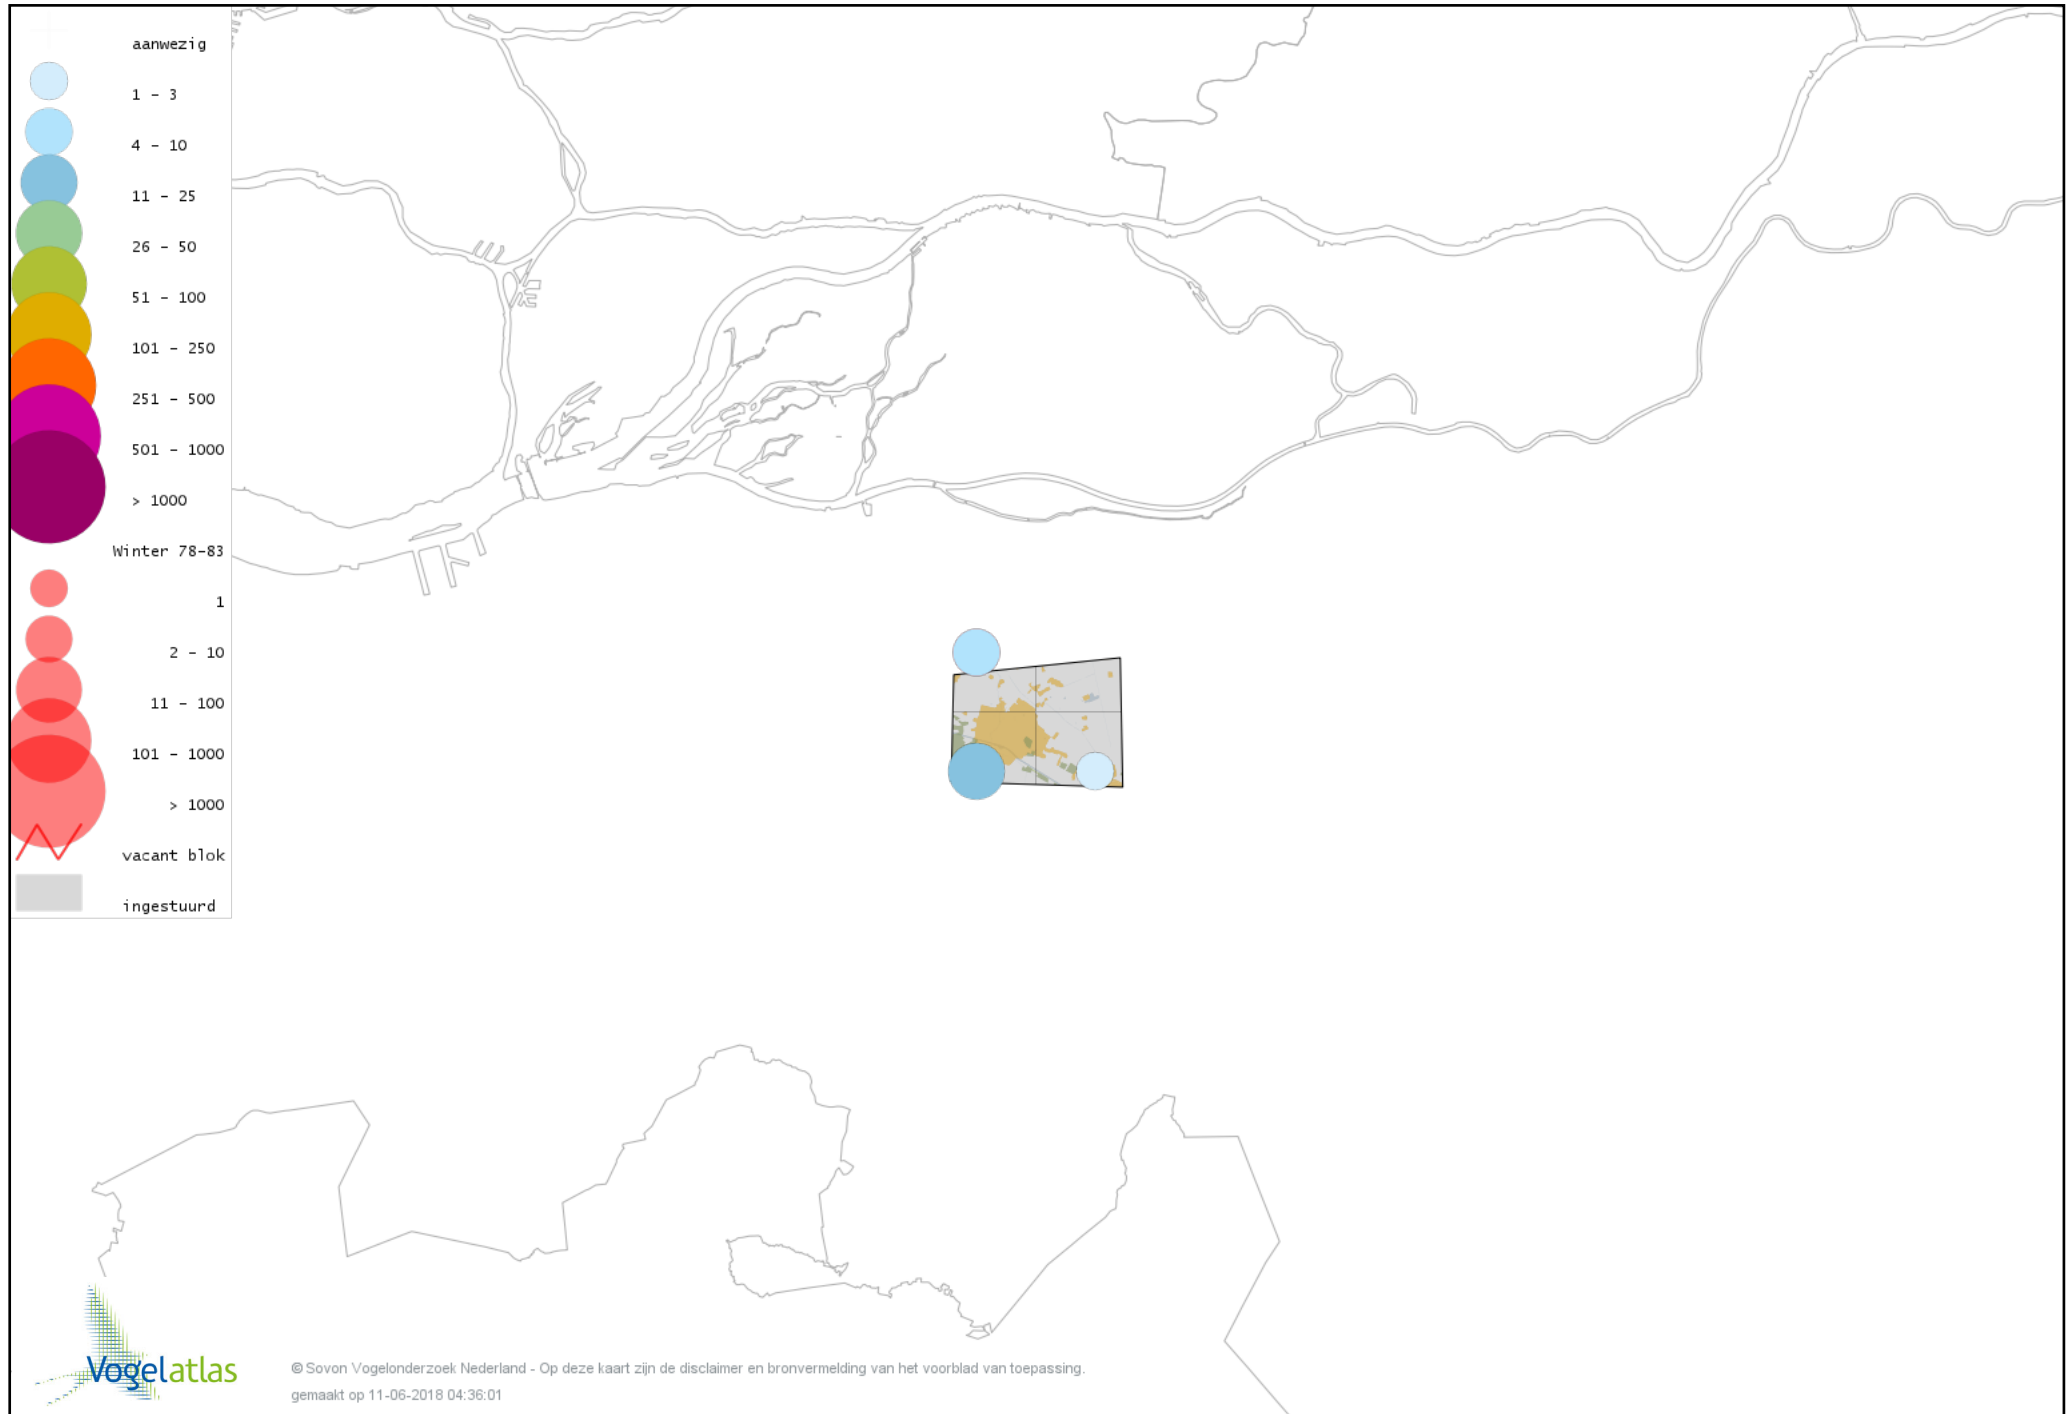 aanwezig
1 - 3
4 - 10
11 - 25
26 - 50
51 - 100
101 - 250
251 - 500
501 - 1000
> 1000
Winter 78-83
1
2 - 10
11 - 100
101 - 1000
> 1000
vacant blok
ingestuurd
Vogelatlas
© Sovon Vogelonderzoek Nederland - Op deze kaart zijn de disclaimer en bronvermelding van het voorblad van toepassing.
gemaakt op 11-06-2018 04:36:01